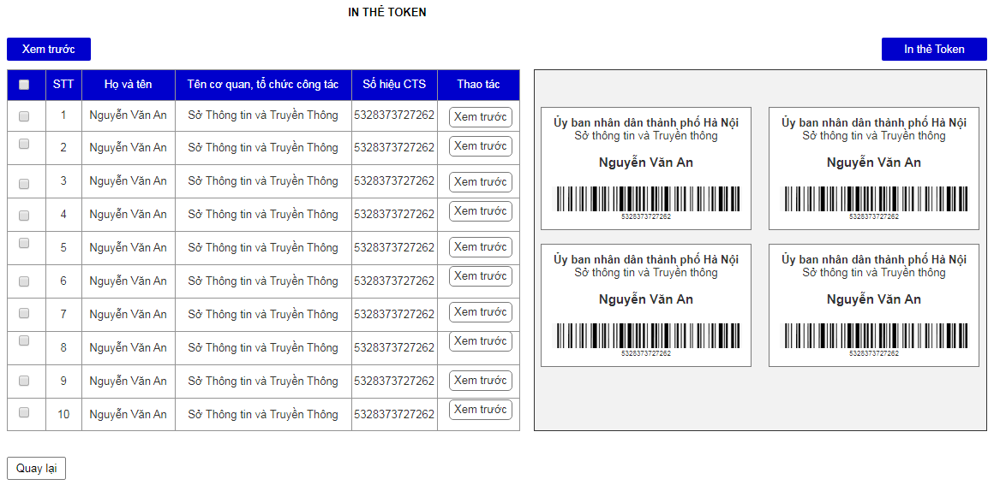 IN THẺ TOKEN
Xem trước
In thẻ Token
STT Họ và tên Tên cơ quan, tổ chức công tác Số hiệu CTS Thao tác
1 Nguyễn Văn An Sở Thông tin và Truyền Thông 5328373727262 Xem trước
2 Nguyễn Văn An Sở Thông tin và Truyền Thông 5328373727262 Xem trước
3 Nguyễn Văn An Sở Thông tin và Truyền Thông 5328373727262 Xem trước
4 Nguyễn Văn An Sở Thông tin và Truyền Thông 5328373727262 Xem trước
5 Nguyễn Văn An Sở Thông tin và Truyền Thông 5328373727262 Xem trước
6 Nguyễn Văn An Sở Thông tin và Truyền Thông 5328373727262 Xem trước
7 Nguyễn Văn An Sở Thông tin và Truyền Thông 5328373727262 Xem trước
8 Nguyễn Văn An Sở Thông tin và Truyền Thông 5328373727262 Xem trước
9 Nguyễn Văn An Sở Thông tin và Truyền Thông 5328373727262 Xem trước
10 Nguyễn Văn An Sở Thông tin và Truyền Thông 5328373727262 Xem trước
Ủy ban nhân dân thành phố Hà Nội
Sở thông tin và Truyền thông
Nguyễn Văn An
5328373727262
Ủy ban nhân dân thành phố Hà Nội
Sở thông tin và Truyền thông
Nguyễn Văn An
5328373727262
Ủy ban nhân dân thành phố Hà Nội
Sở thông tin và Truyền thông
Nguyễn Văn An
5328373727262
Ủy ban nhân dân thành phố Hà Nội
Sở thông tin và Truyền thông
Nguyễn Văn An
5328373727262
Quay lại